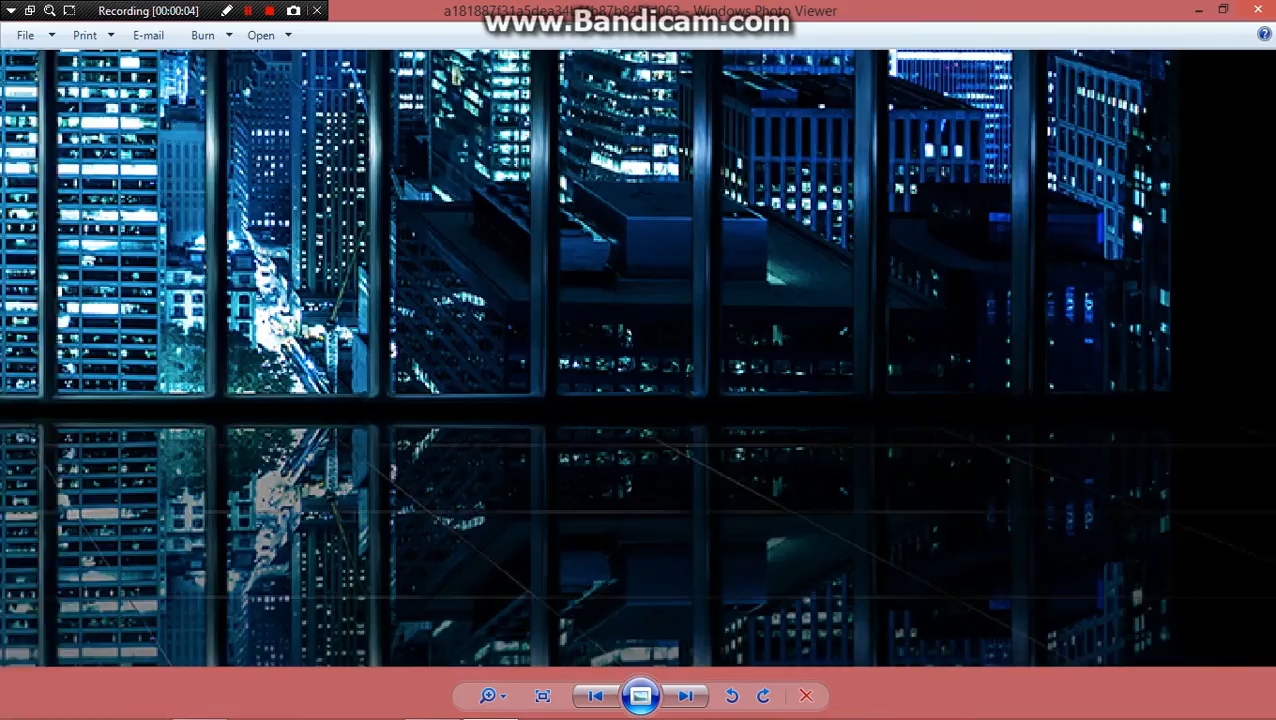 Recording [00:00:04]
- Windows Photo Viewer
www.Bandicam.com
File Print E-mail Burn Open